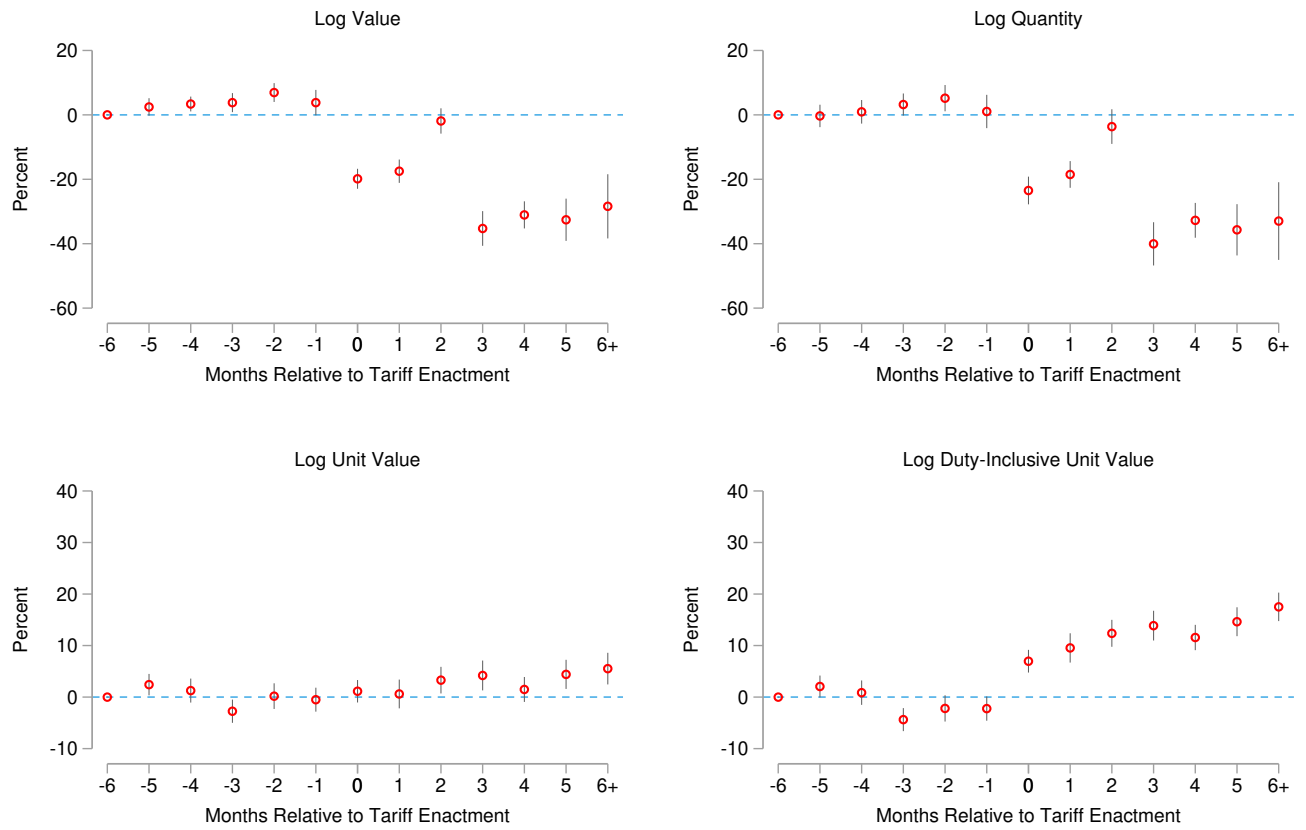 Log Value
20
0
-20
-40
-60
Percent
-6 -5 -4 -3 -2 -1 0 1 2 3 4 5 6+
Months Relative to Tariff Enactment
Log Quantity
20
0
-20
-40
-60
Percent
-6 -5 -4 -3 -2 -1 0 1 2 3 4 5 6+
Months Relative to Tariff Enactment
Log Unit Value
40
30
20
10
0
-10
Percent
-6 -5 -4 -3 -2 -1 0 1 2 3 4 5 6+
Months Relative to Tariff Enactment
Log Duty-Inclusive Unit Value
40
30
20
10
0
-10
Percent
-6 -5 -4 -3 -2 -1 0 1 2 3 4 5 6+
Months Relative to Tariff Enactment